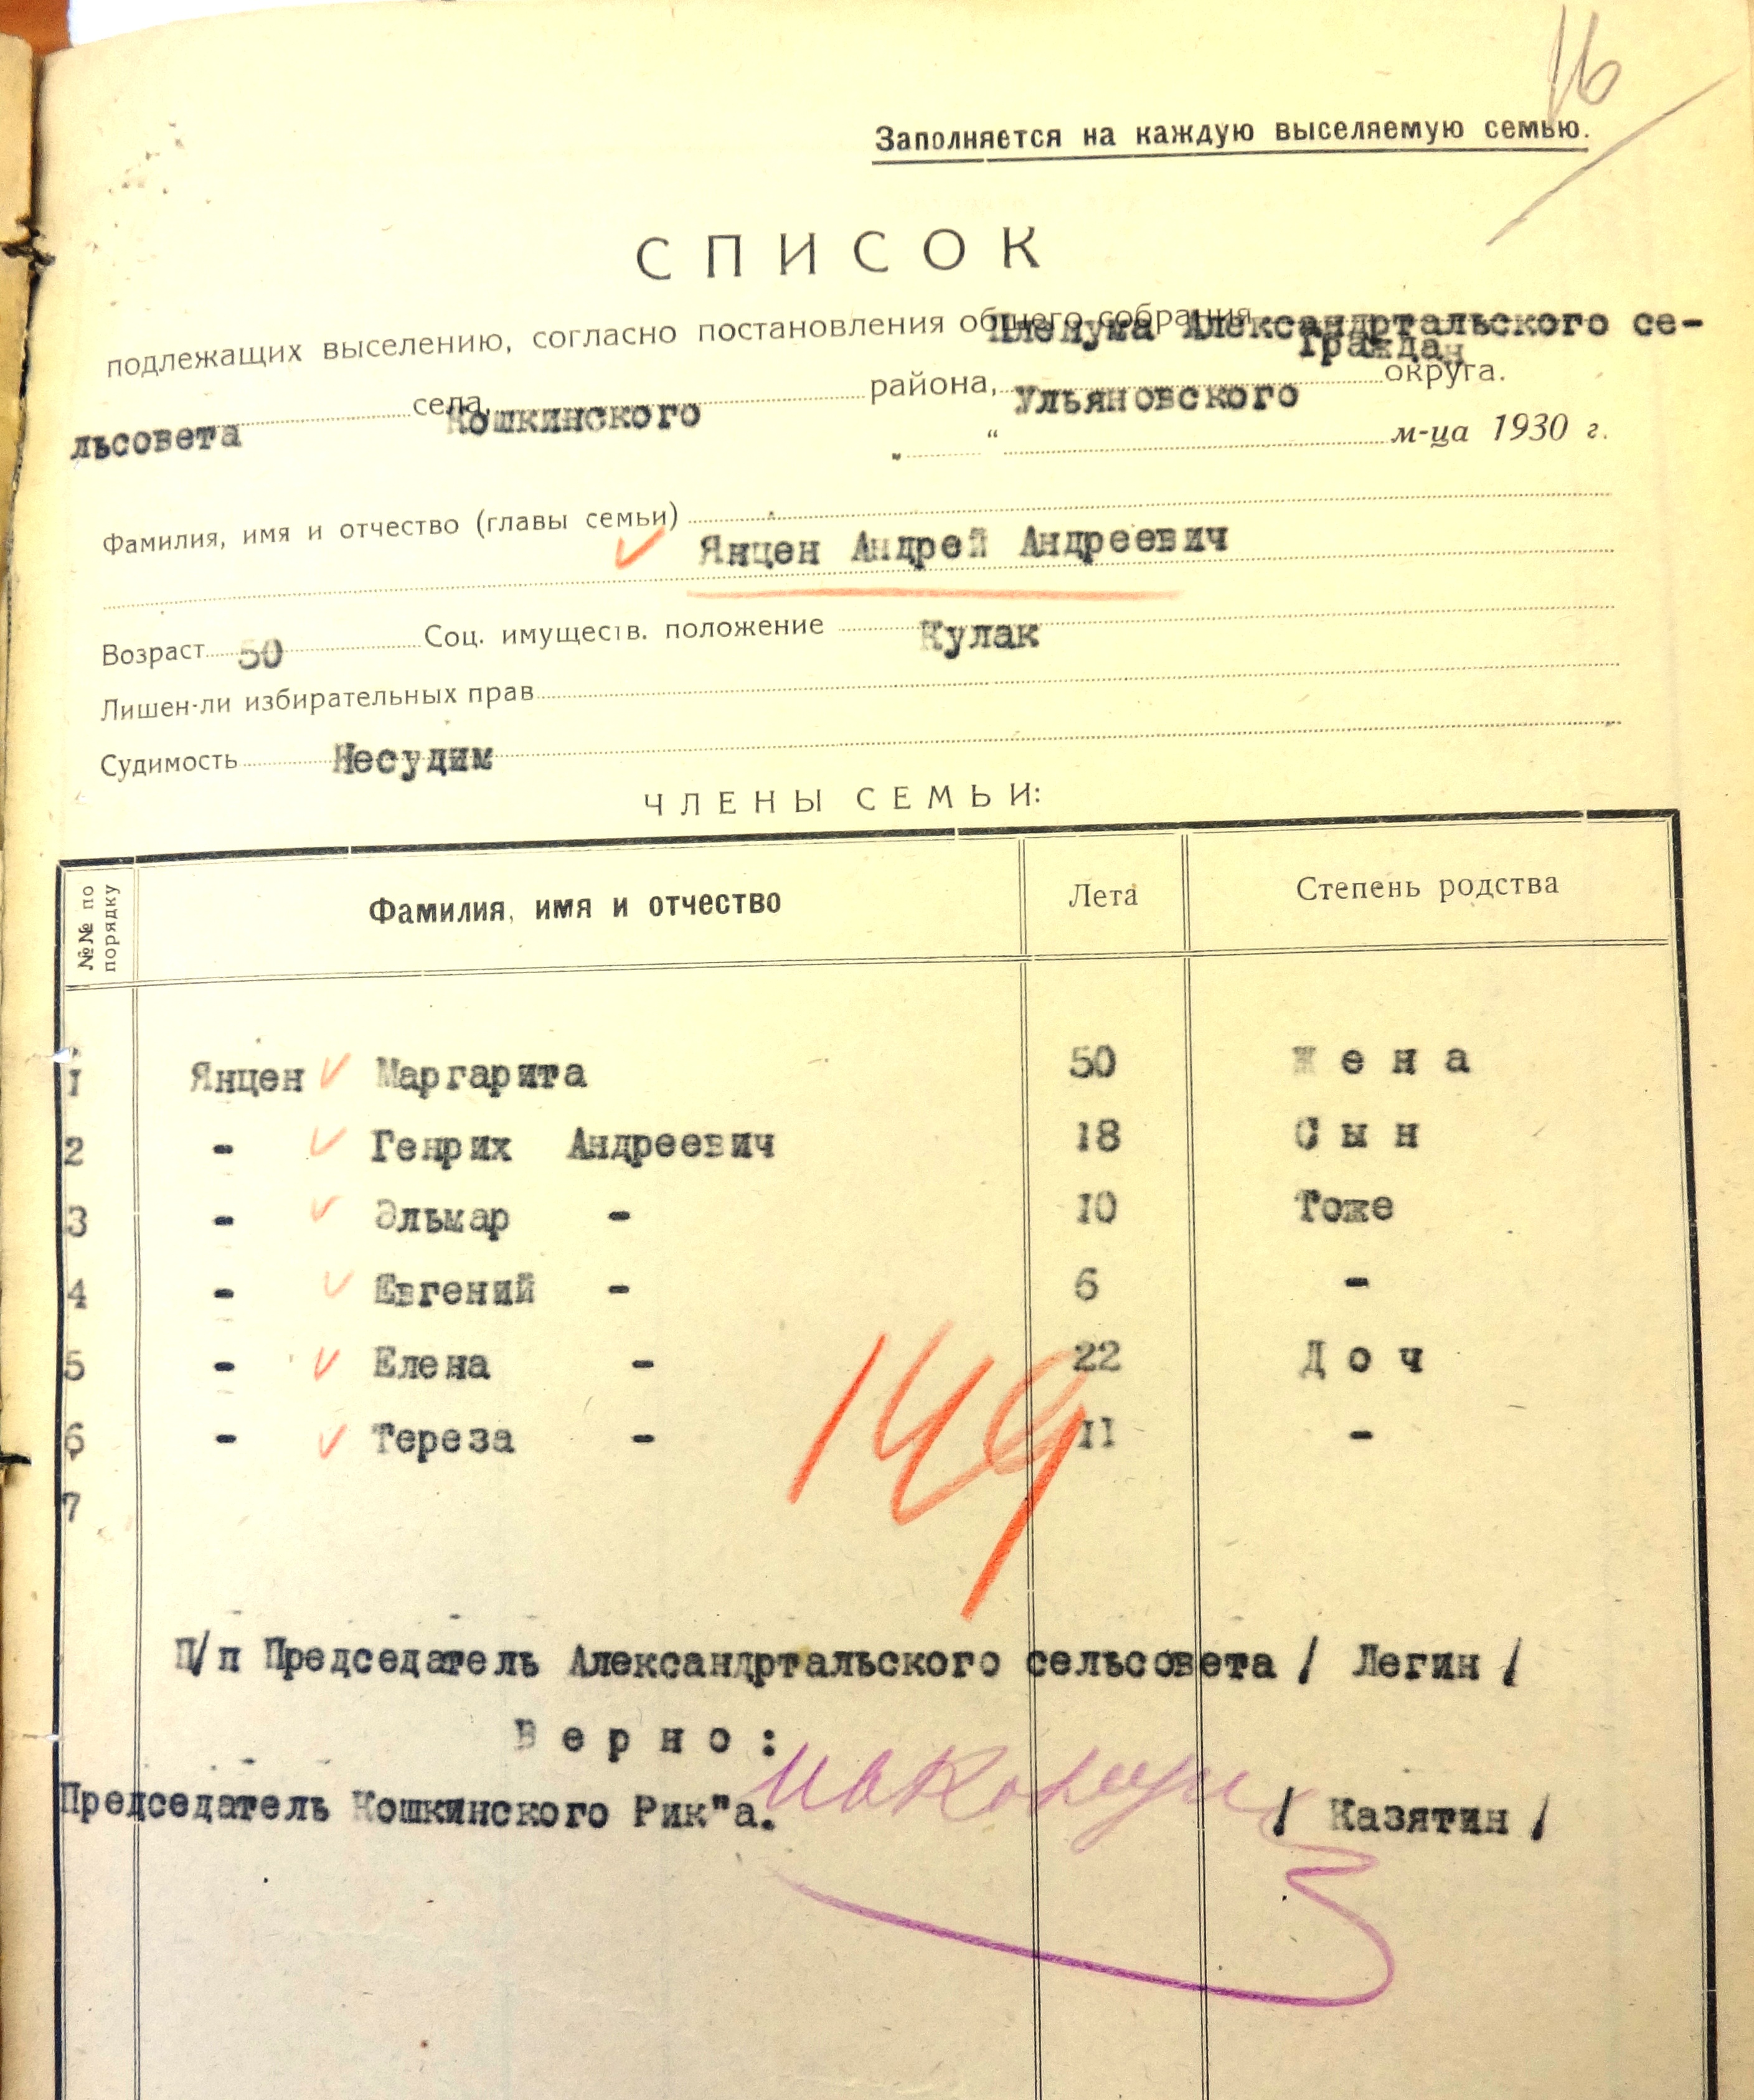 16
Заполняется на каждую выселяемую семью.
СПИСОК
подлежащих выселению, согласно постановления общего собрания Пленума Александртальского се-
граждан
льсовета села, Кошкинского района, Ульяновского округа.
„ “ м-ца 1930 г.
Фамилия, имя и отчество (главы семьи)
Янцен Андрей Андреевич
Возраст 50 Соц. имуществ. положение Кулак
Лишен-ли избирательных прав
Судимость Несудим
ЧЛЕНЫ СЕМЬИ:
№№ по порядку Фамилия, имя и отчество Лета Степень родства
1 Янцен Маргарита 50 Жена
2 - Генрих Андреевич 18 Сын
3 - Эльмар - 10 Тоже
4 - Евгений - 6 -
5 - Елена - 22 Доч
6 - Тереза - 11 -
7
149
П/п Председатель Александртальского сельсовета / Легин /
Верно:
Председатель Кошкинского Рик"а. / Казятин /